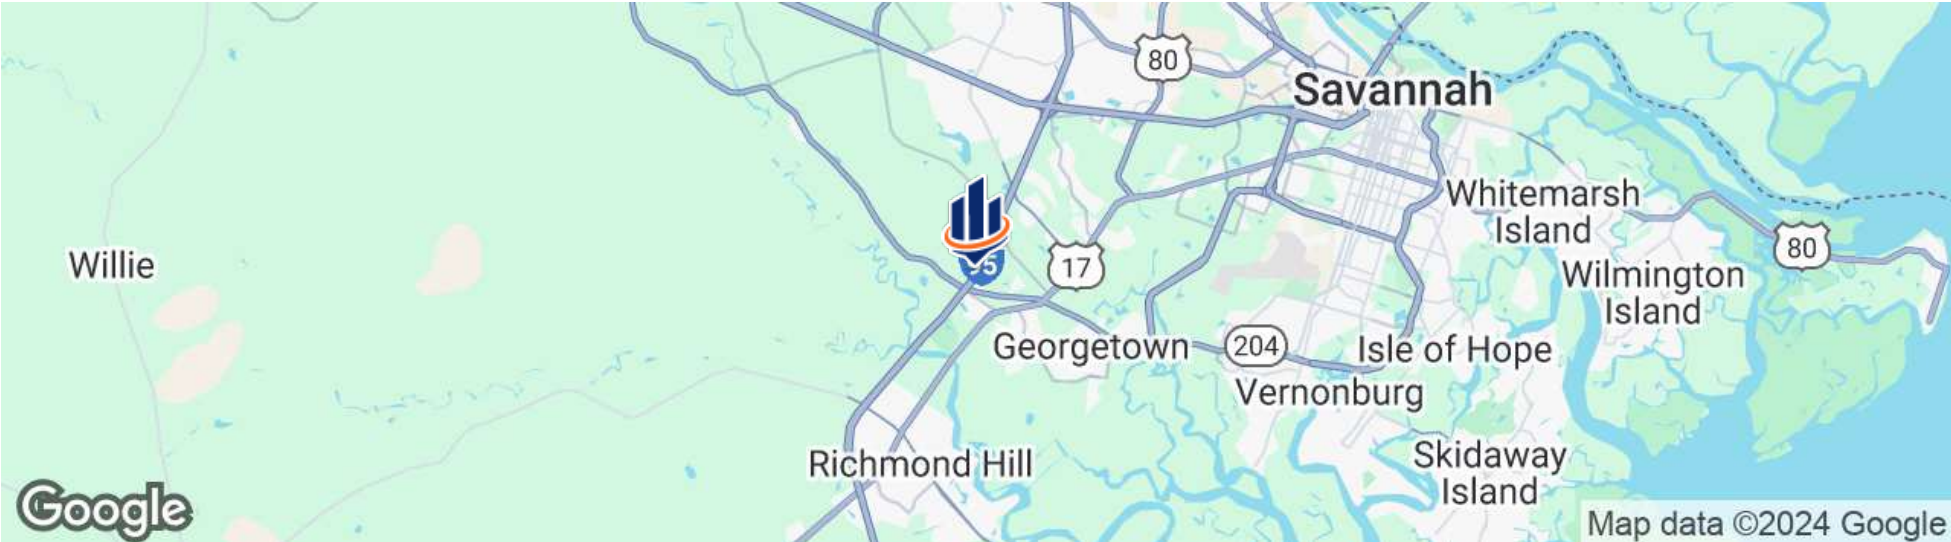 80
Savannah
Whitemarsh
Island
Willie
95
17
80
Wilmington
Island
Georgetown
204
Isle of Hope
Vernonburg
Richmond Hill
Skidaway
Island
Google
Map data ©2024 Google